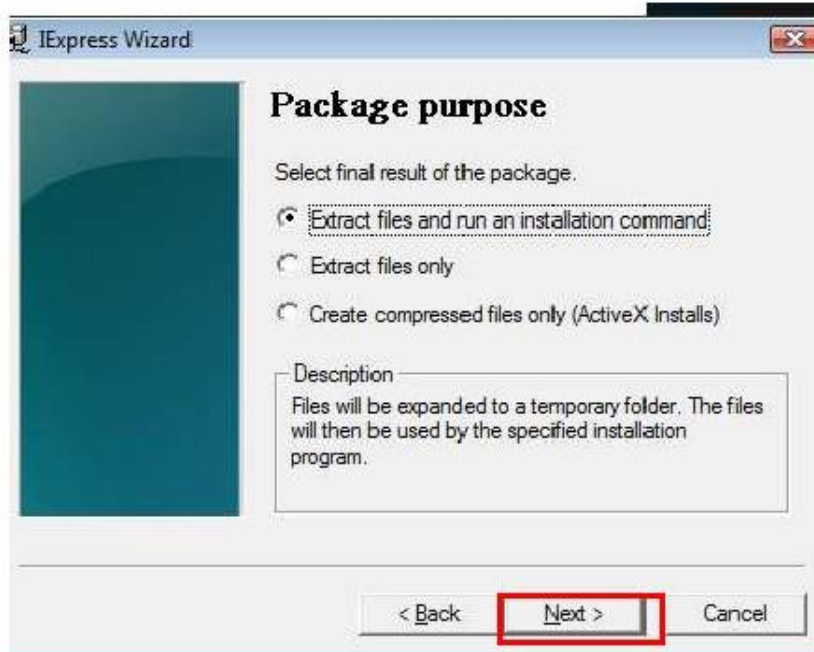 IExpress Wizard
Package purpose
Select final result of the package.
Extract files and run an installation command
Extract files only
Create compressed files only (ActiveX Installs)
Description
Files will be expanded to a temporary folder. The files
will then be used by the specified installation
program.
< Back
Next >
Cancel